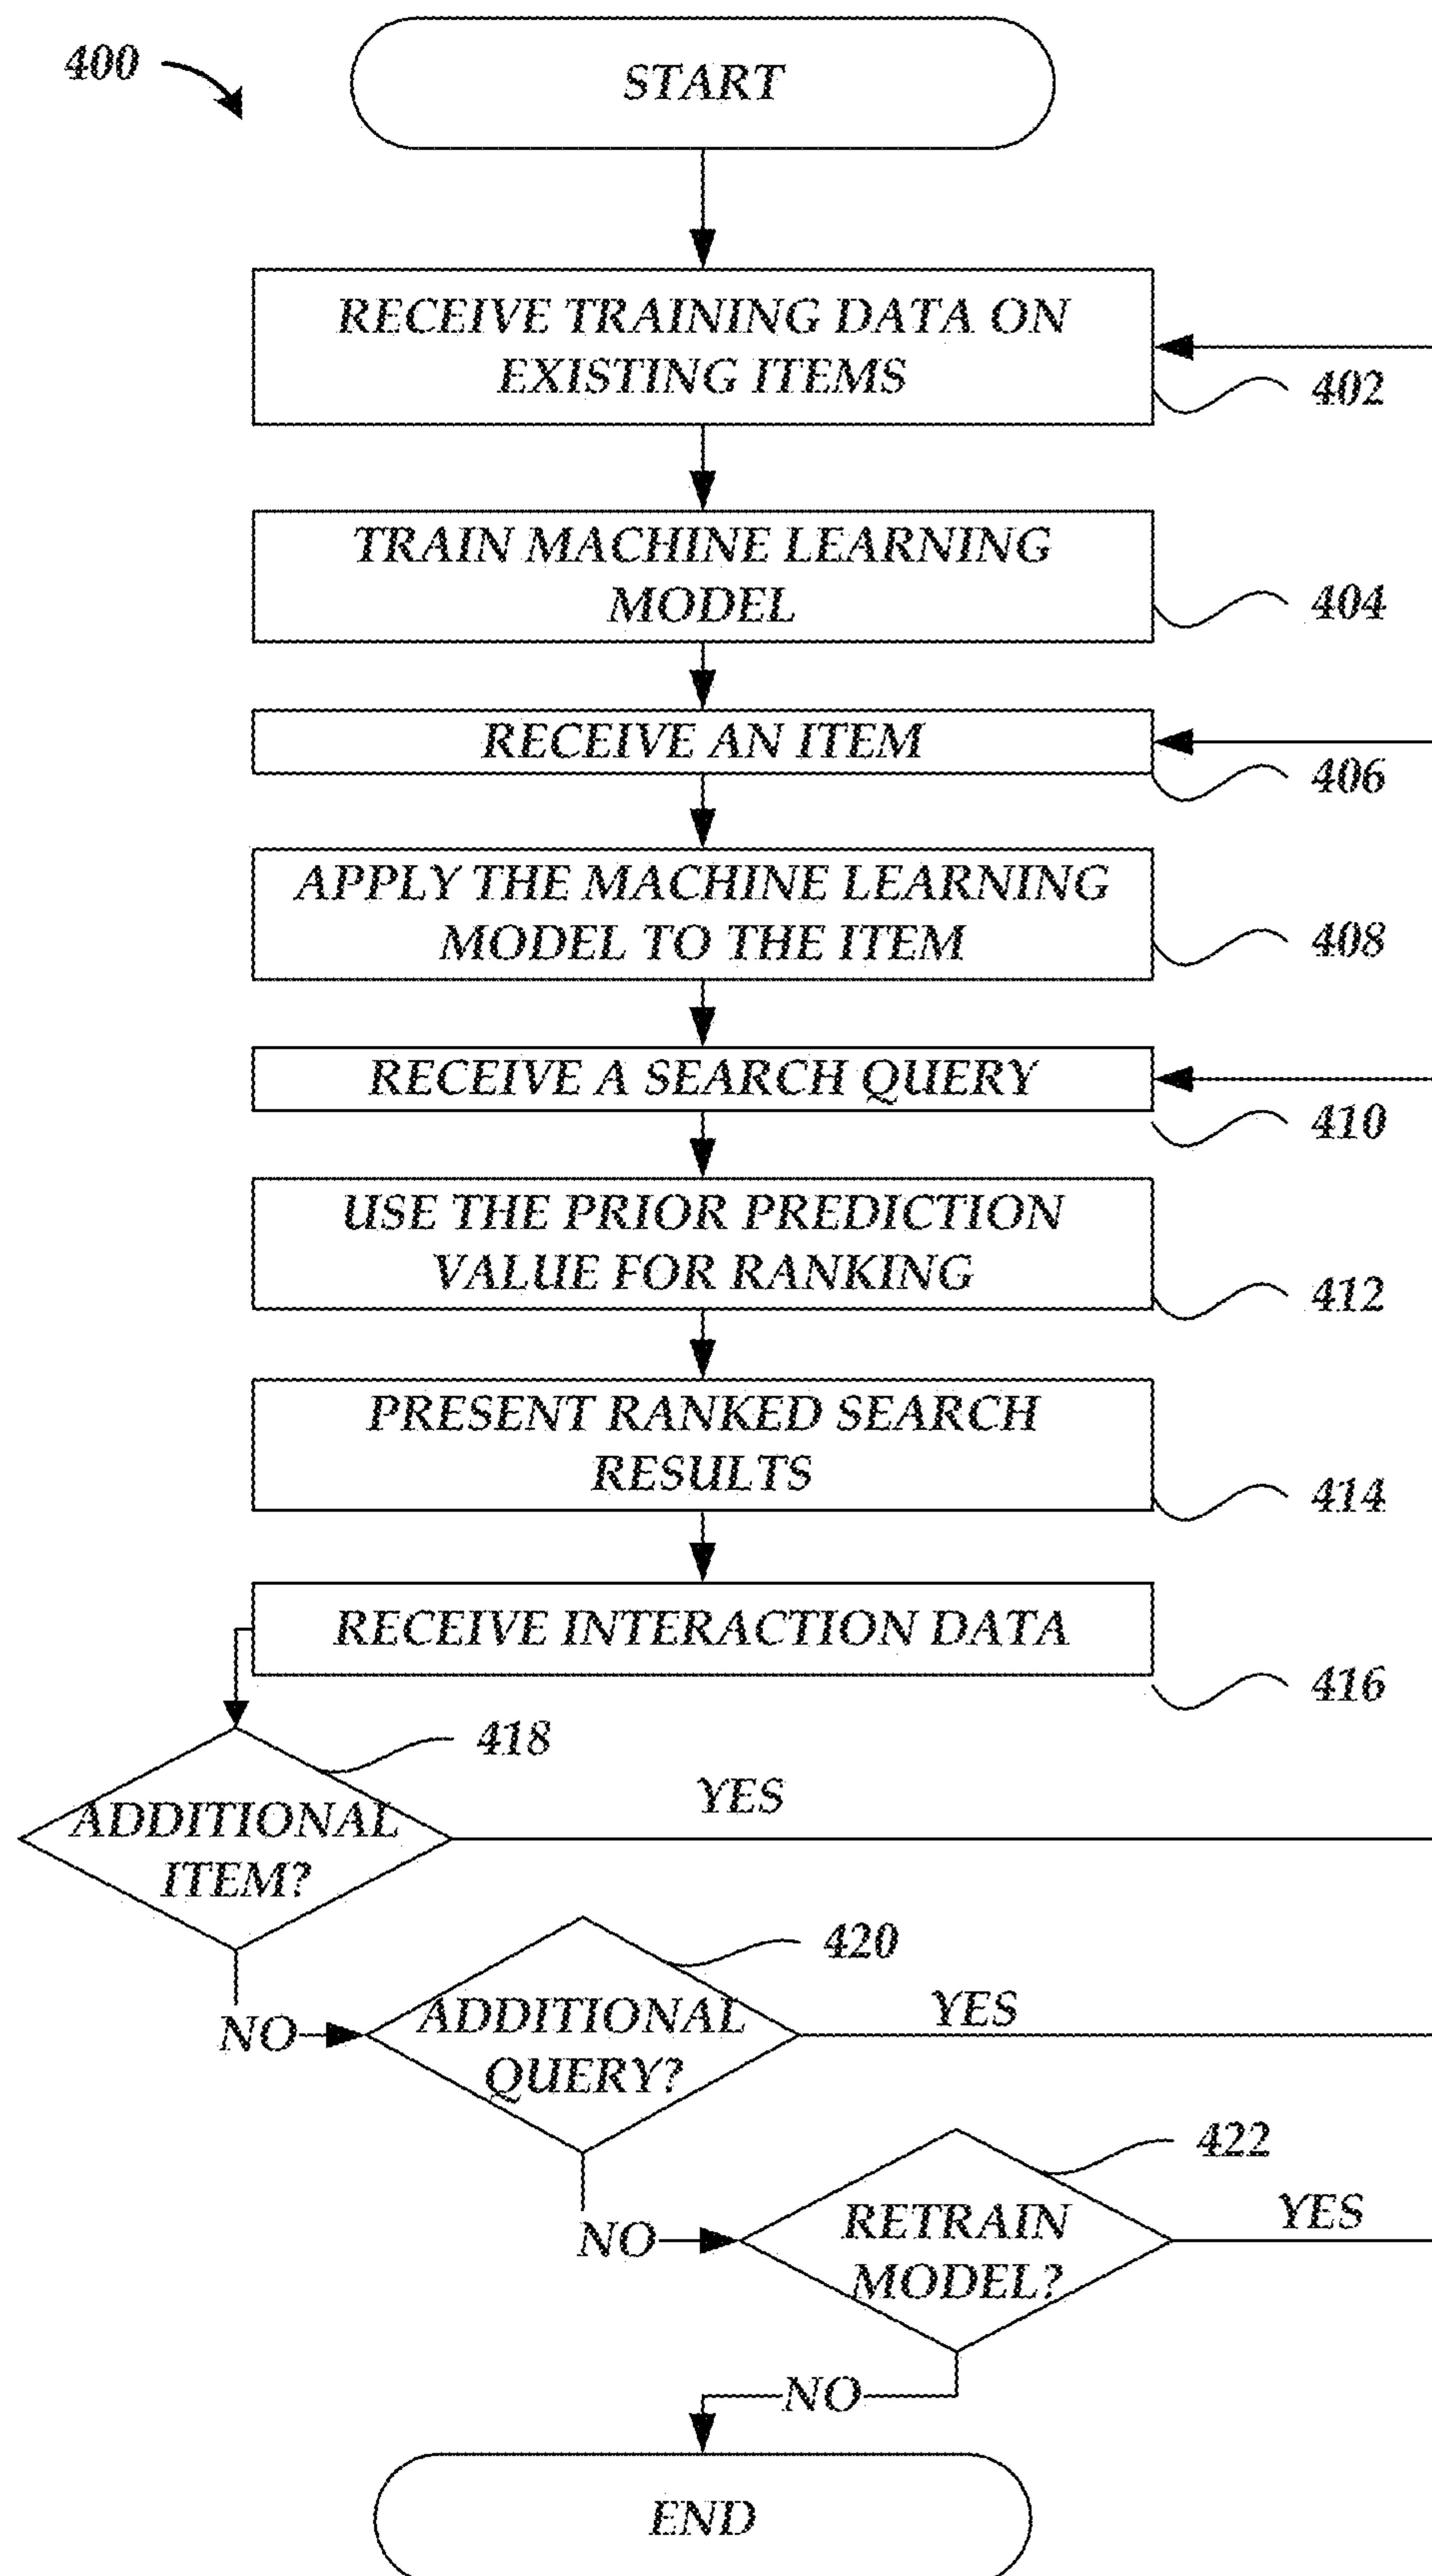 400
START
RECEIVE TRAINING DATA ON
EXISTING ITEMS
402
TRAIN MACHINE LEARNING
MODEL
404
RECEIVE AN ITEM
406
APPLY THE MACHINE LEARNING
MODEL TO THE ITEM
408
RECEIVE A SEARCH QUERY
410
USE THE PRIOR PREDICTION
VALUE FOR RANKING
412
PRESENT RANKED SEARCH
RESULTS
414
RECEIVE INTERACTION DATA
416
418
YES
ADDITIONAL
ITEM?
420
NO
ADDITIONAL
QUERY?
YES
422
NO
RETRAIN
MODEL?
YES
NO
END